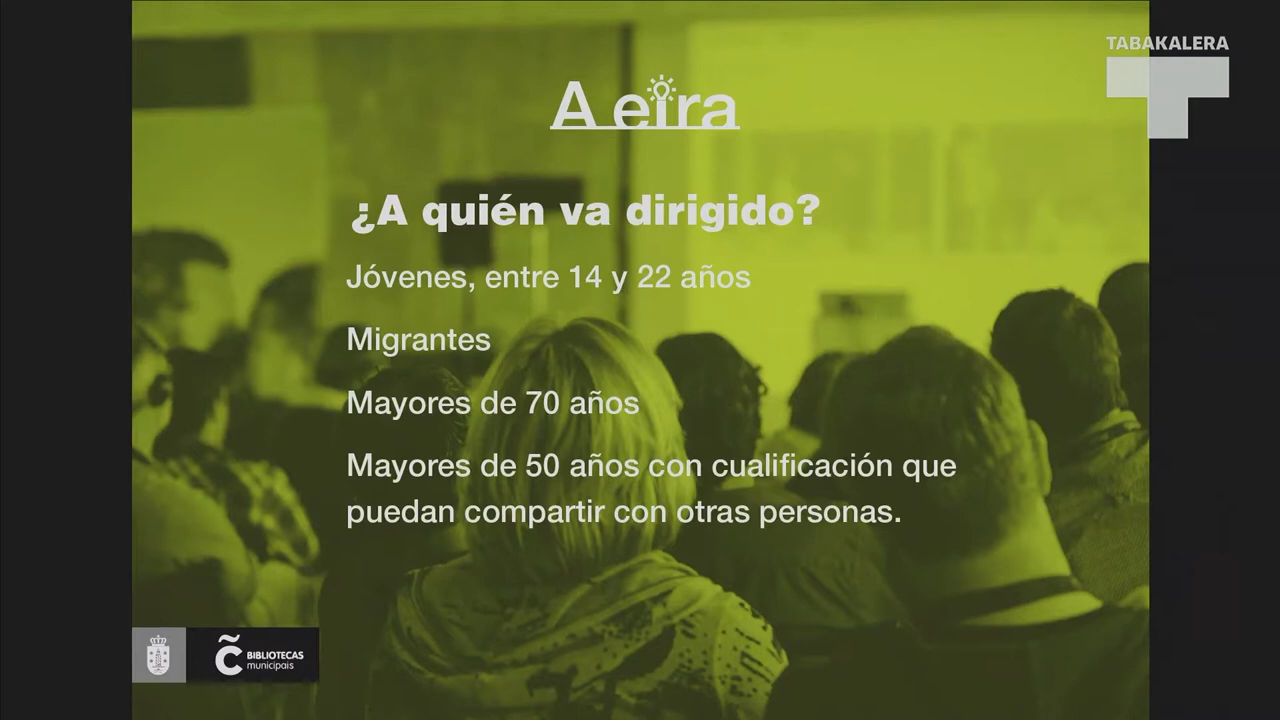 TABAKALERA
A eira
¿A quién va dirigido?
Jóvenes, entre 14 y 22 años
Migrantes
Mayores de 70 años
Mayores de 50 años con cualificación que
puedan compartir con otras personas.
BIBLIOTECAS
municipais